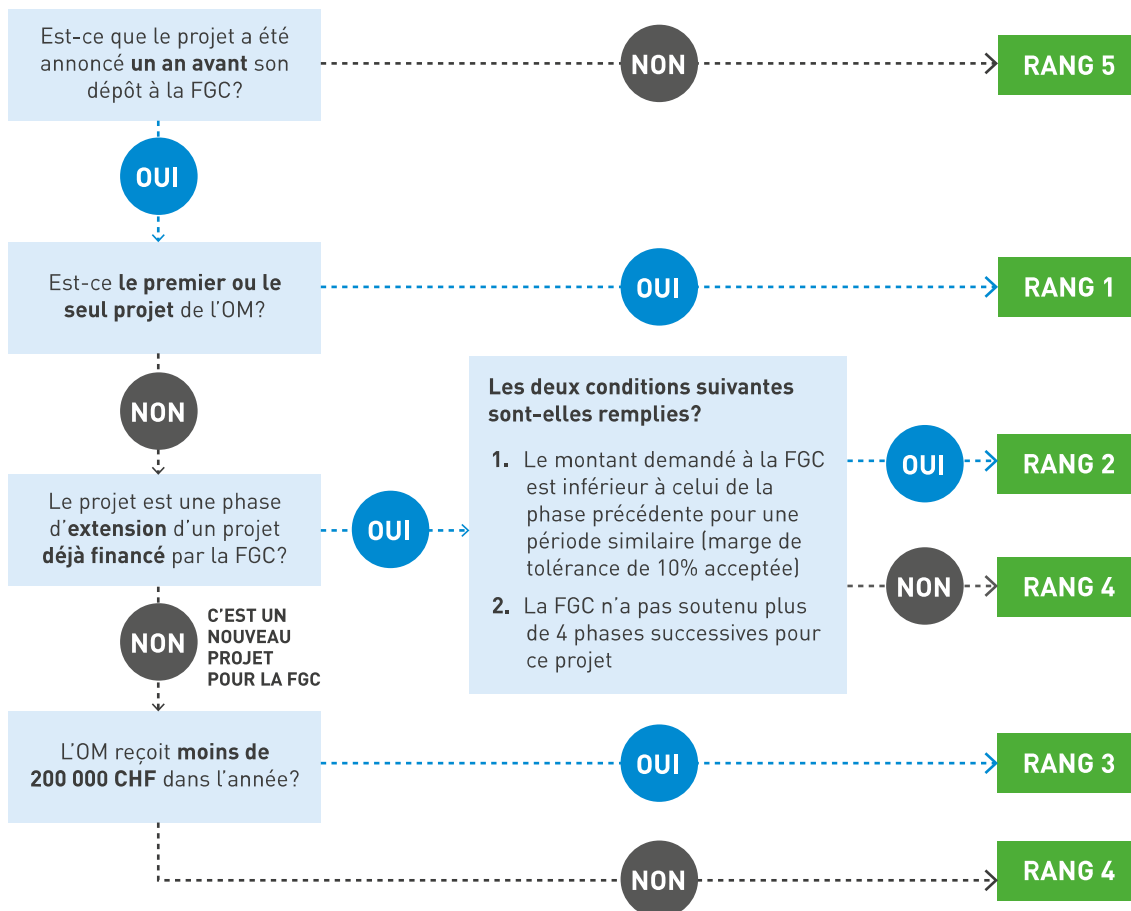 Est-ce que le projet a été
annoncé un an avant son
dépôt à la FGC?
NON
RANG 5
OUI
Est-ce le premier ou le
seul projet de l’OM?
OUI
RANG 1
NON
Le projet est une phase
d’extension d’un projet
déjà financé par la FGC?
OUI
Les deux conditions suivantes
sont-elles remplies?
1. Le montant demandé à la FGC
est inférieur à celui de la
phase précédente pour une
période similaire (marge de
tolérance de 10% acceptée)
2. La FGC n’a pas soutenu plus
de 4 phases successives pour
ce projet
OUI
RANG 2
NON
RANG 4
NON
C’EST UN
NOUVEAU
PROJET
POUR LA FGC
L’OM reçoit moins de
200 000 CHF dans l’année?
OUI
RANG 3
NON
RANG 4